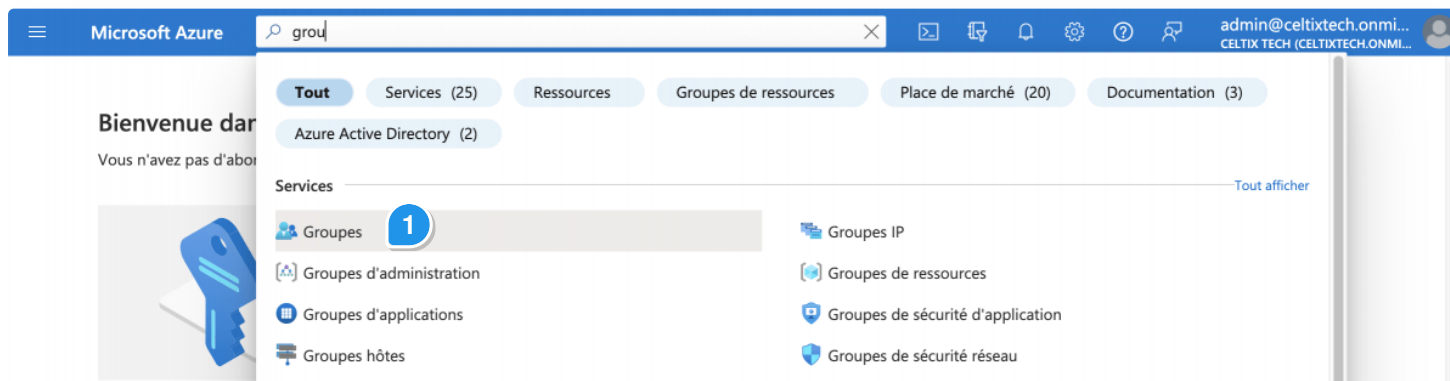 Microsoft Azure
grou
admin@celtixtech.onmi...
CELTIX TECH (CELTIXTECH.ONMI...
Tout
Services (25)
Ressources
Groupes de ressources
Place de marché (20)
Documentation (3)
Bienvenue dan
Azure Active Directory (2)
Vous n'avez pas d'abon
Services
Tout afficher
Groupes
1
Groupes IP
Groupes d'administration
Groupes de ressources
Groupes d'applications
Groupes de sécurité d'application
Groupes hôtes
Groupes de sécurité réseau